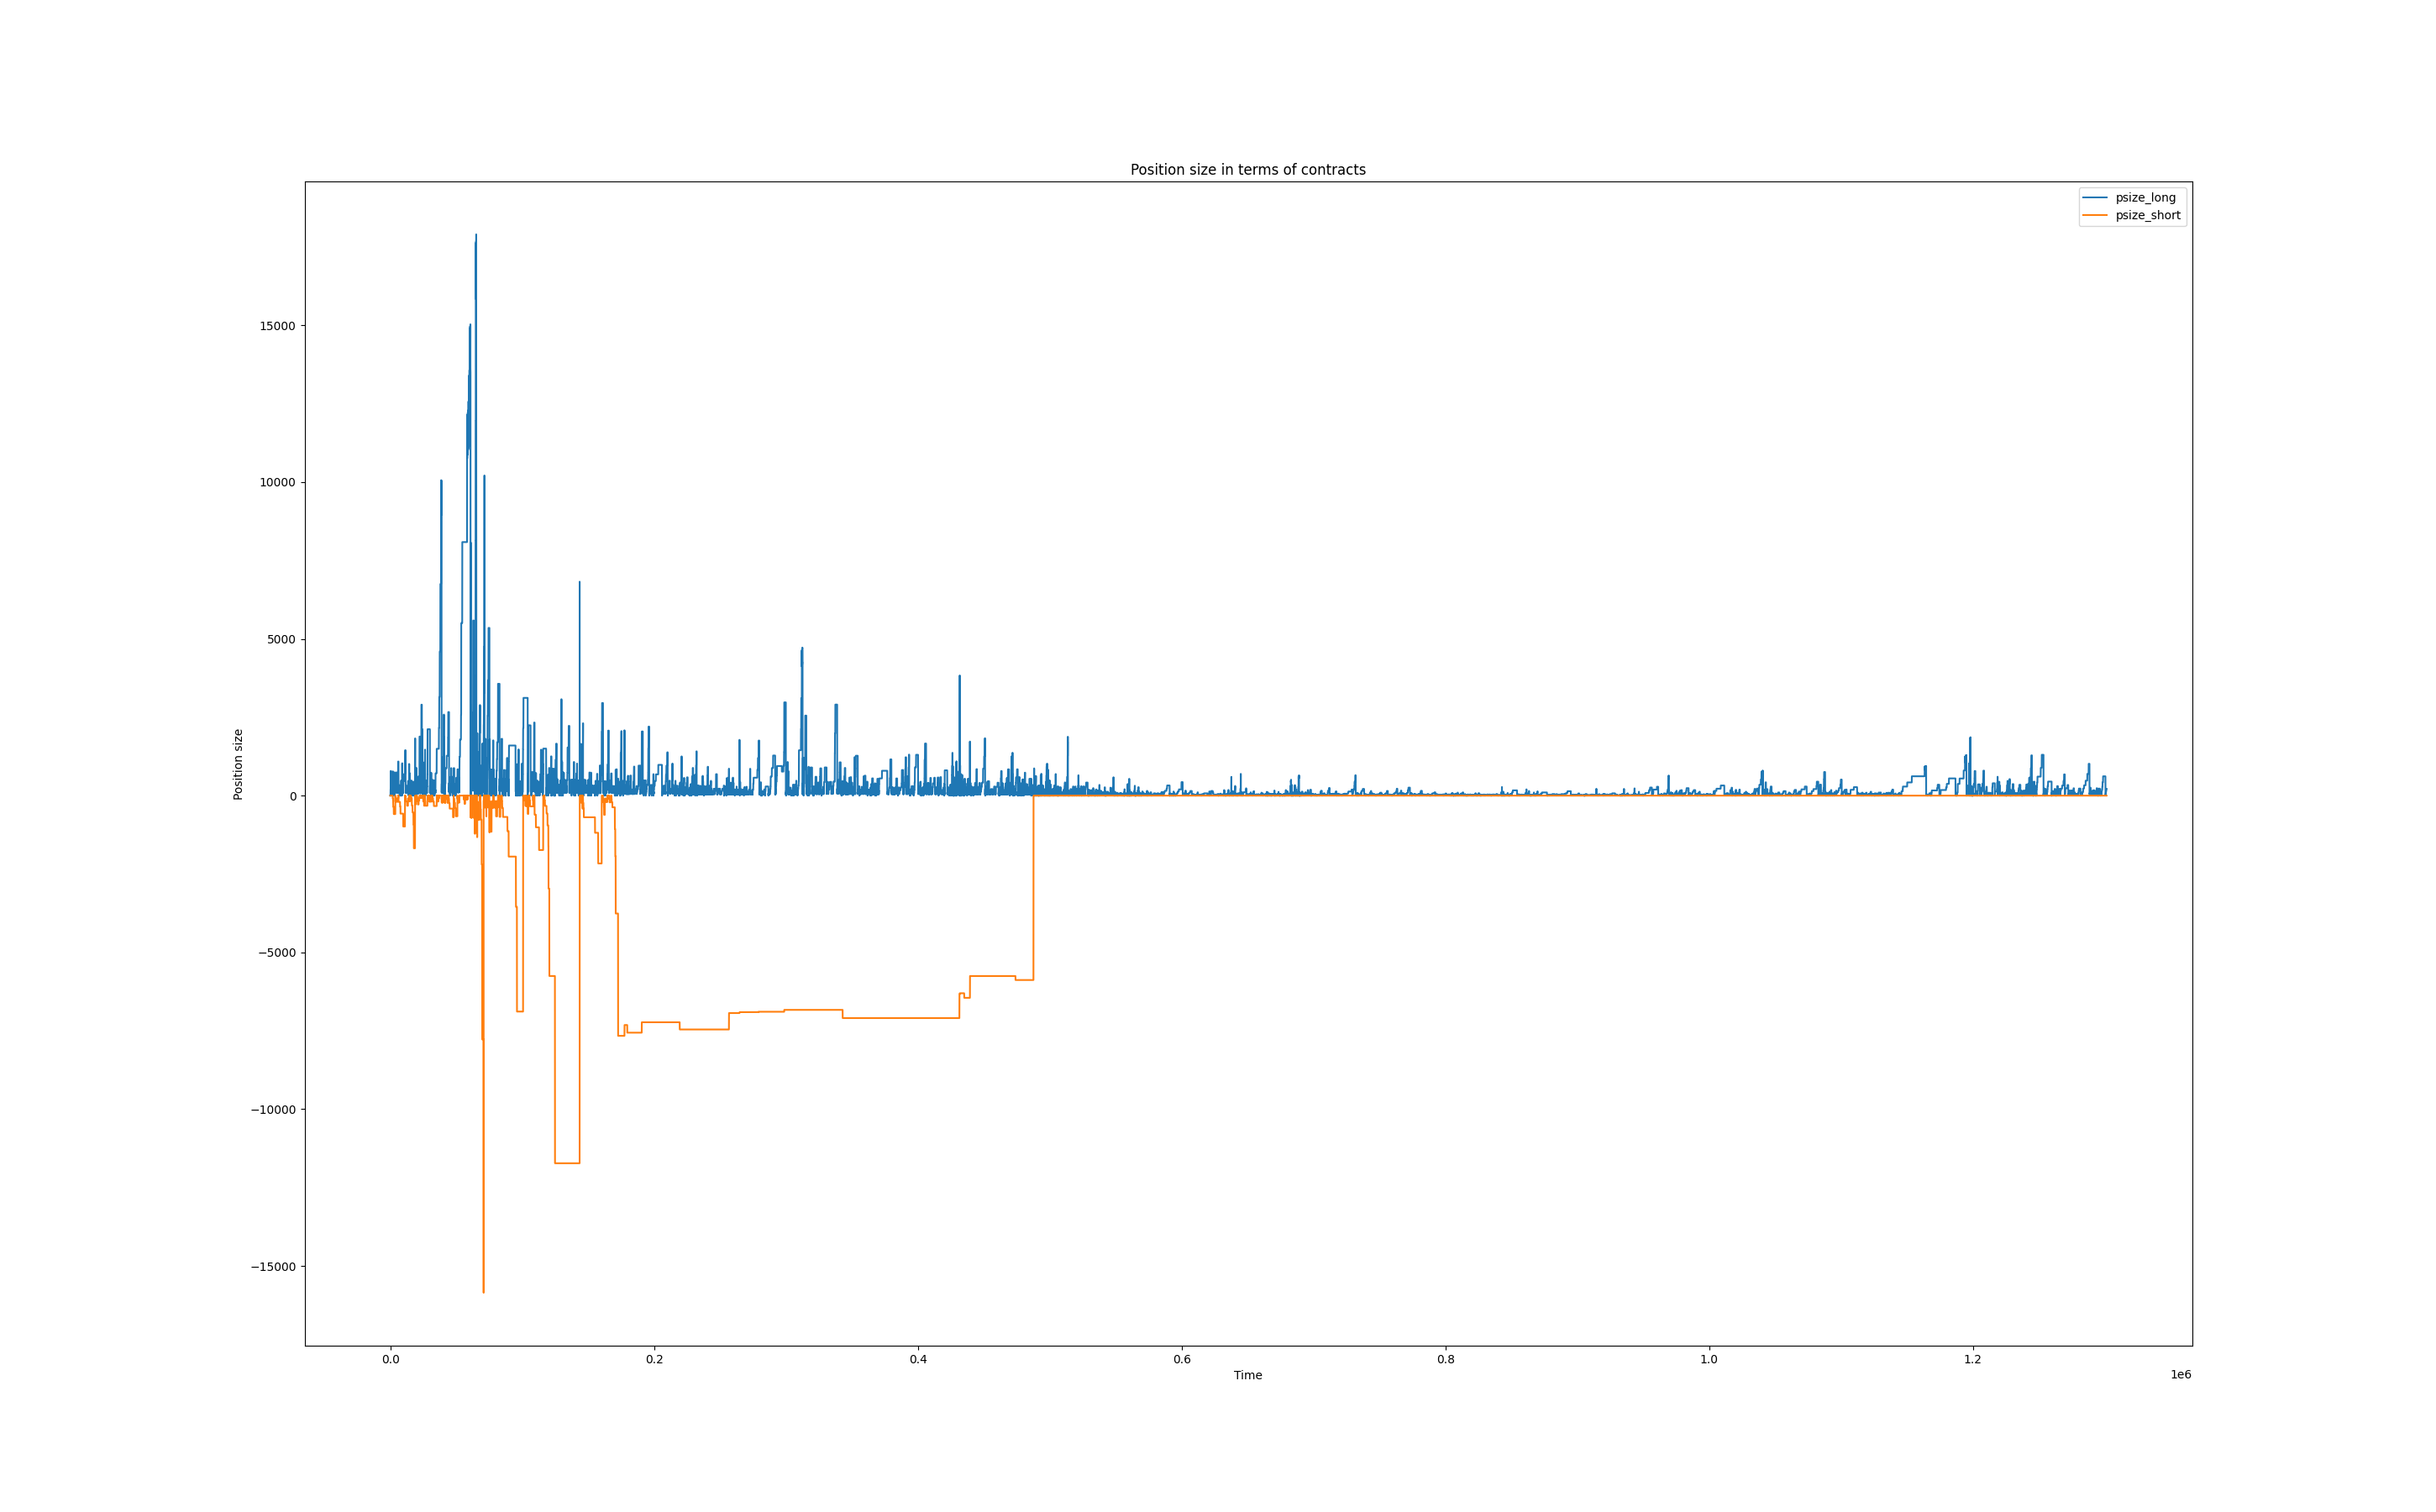 Position size in terms of contracts
psize_long
psize_short
Position size
15000
10000
5000
0
−5000
−10000
−15000
0.0
0.2
0.4
0.6
0.8
1.0
1.2
Time
1e6